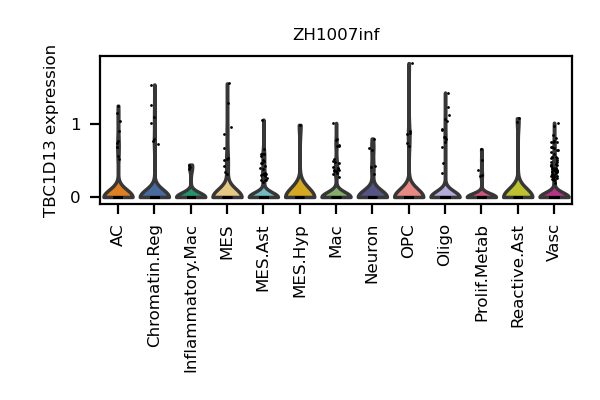 ZH1007inf
TBC1D13 expression
1
0
AC
Chromatin.Reg
Inflammatory.Mac
MES
MES.Ast
MES.Hyp
Mac
Neuron
OPC
Oligo
Prolif.Metab
Reactive.Ast
Vasc